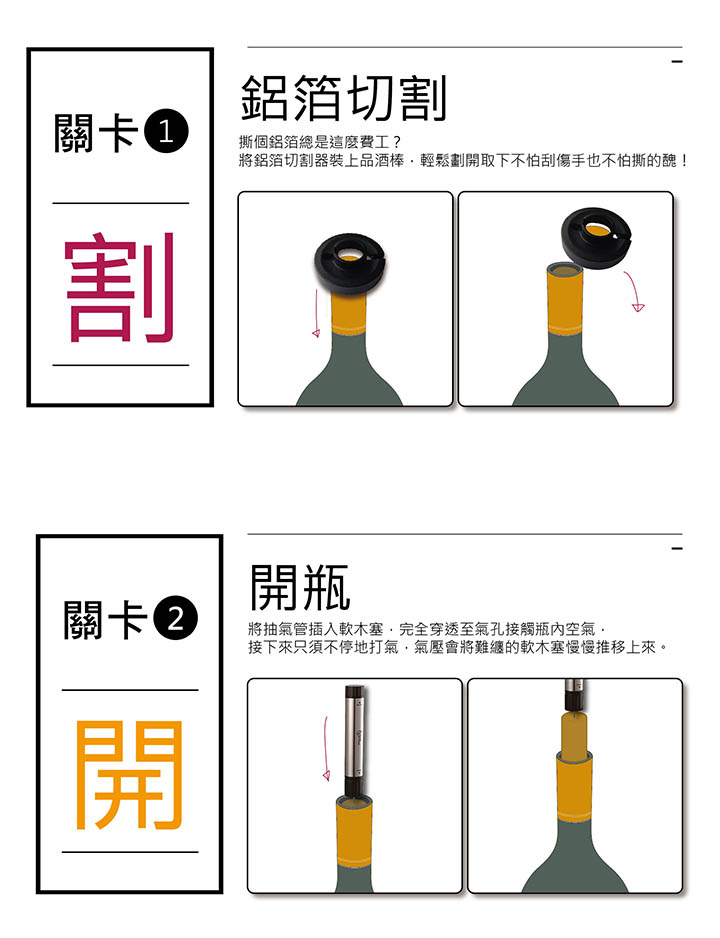 關卡1
割
鋁箔切割
撕個鋁箔總是這麼費工?
將鋁箔切割器裝上品酒棒,輕鬆劃開取下不怕刮傷手也不怕撕的醜!
關卡2
開
開瓶
將抽氣管插入軟木塞,完全穿透至氣孔接觸瓶內空氣,
接下來只須不停地打氣,氣壓會將難纏的軟木塞慢慢推移上來。